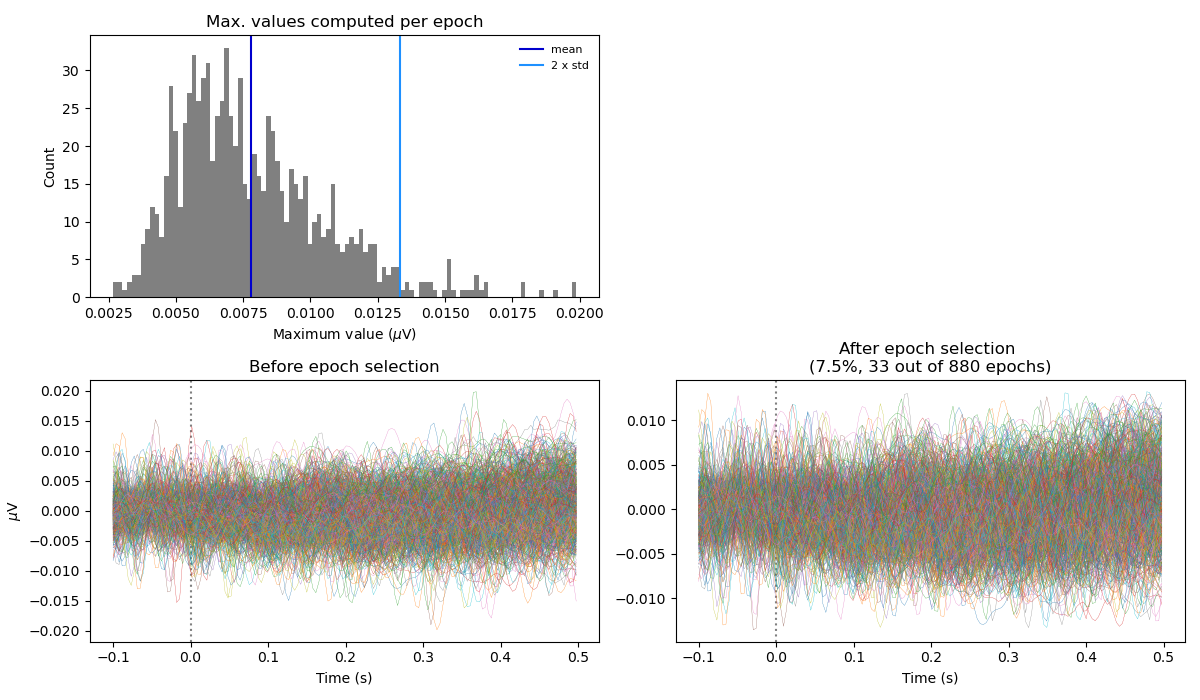 Max. values computed per epoch
mean
2 x std
Count
30
25
20
15
10
5
0
0.0025 0.0050 0.0075 0.0100 0.0125 0.0150 0.0175 0.0200
Maximum value (μV)
Before epoch selection
μV
0.020
0.015
0.010
0.005
0.000
−0.005
−0.010
−0.015
−0.020
−0.1 0.0 0.1 0.2 0.3 0.4 0.5
Time (s)
After epoch selection
(7.5%, 33 out of 880 epochs)
0.010
0.005
0.000
−0.005
−0.010
−0.1 0.0 0.1 0.2 0.3 0.4 0.5
Time (s)